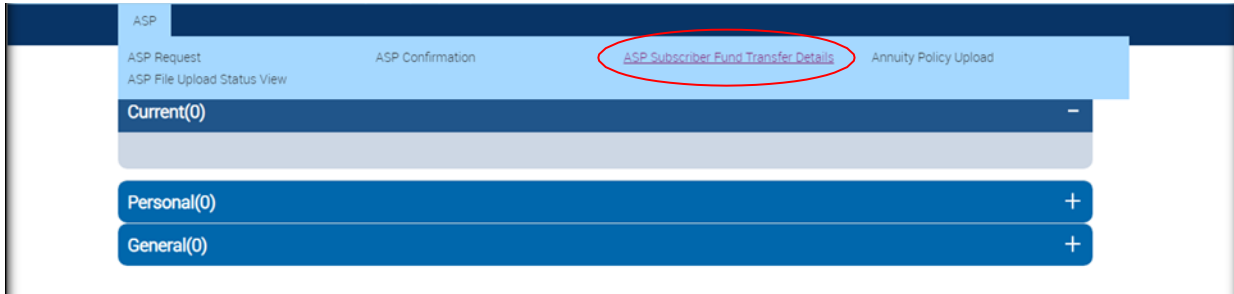 ASP
ASP Request ASP Confirmation ASP Subscriber Fund Transfer Details Annuity Policy Upload
ASP File Upload Status View
Current(0)
Personal(0)
General(0)